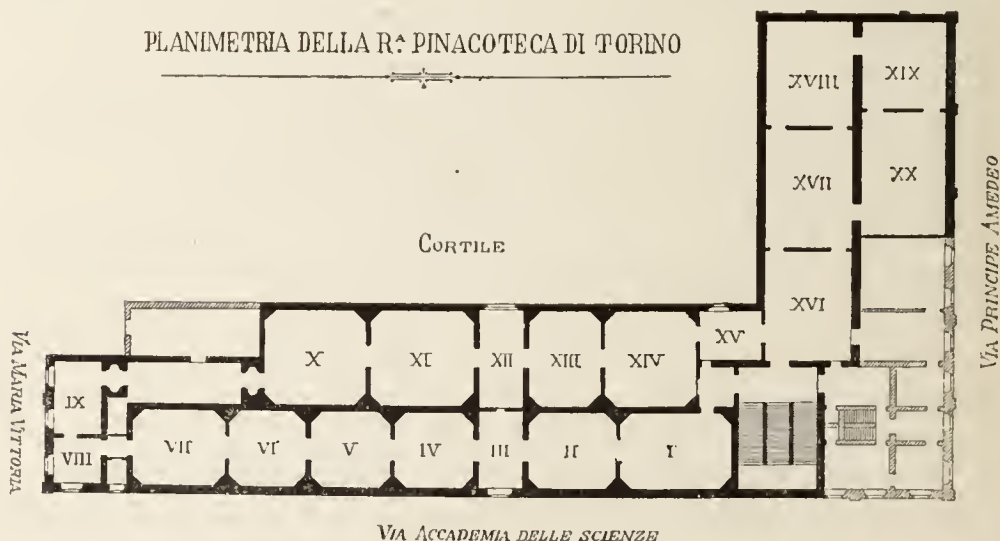 PLANIMETRIA DELLA R.A PINACOTECA DI TORINO
XVIII
XIX
XVII
XX
CORTILE
XVI
X
XI
XII
XIII
XIV
XV
IX
VIII
VII
VI
V
IV
III
II
I
VIA MARIA VITTORIA
VIA PRINCIPE AMEDEO
VIA ACCADEMIA DELLE SCIENZE